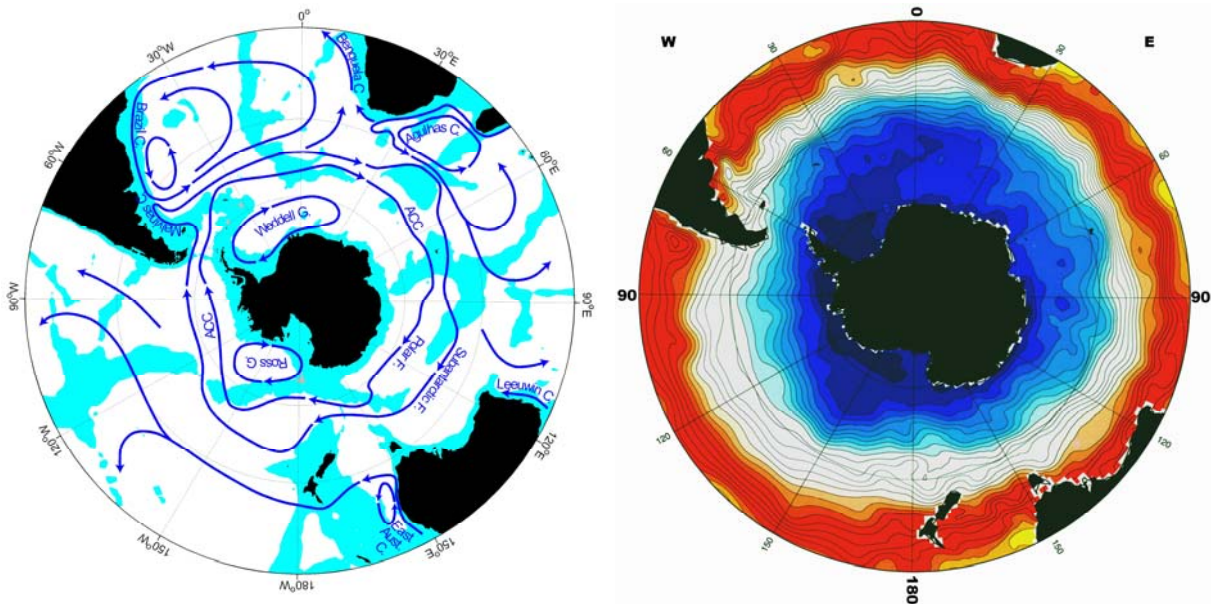 0°
30°W
30°E
60°W
60°E
90°W
90°E
120°W
120°E
150°W
150°E
180°W
Benguela C.
Brazil C.
Agulhas C.
Malvinas C.
Weddell G.
ACC
ACC
Ross G.
Polar F.
Subantarctic F.
Leeuwin C.
East
Aust.
C.
0
W
E
30
30
60
60
90
90
120
120
150
150
180